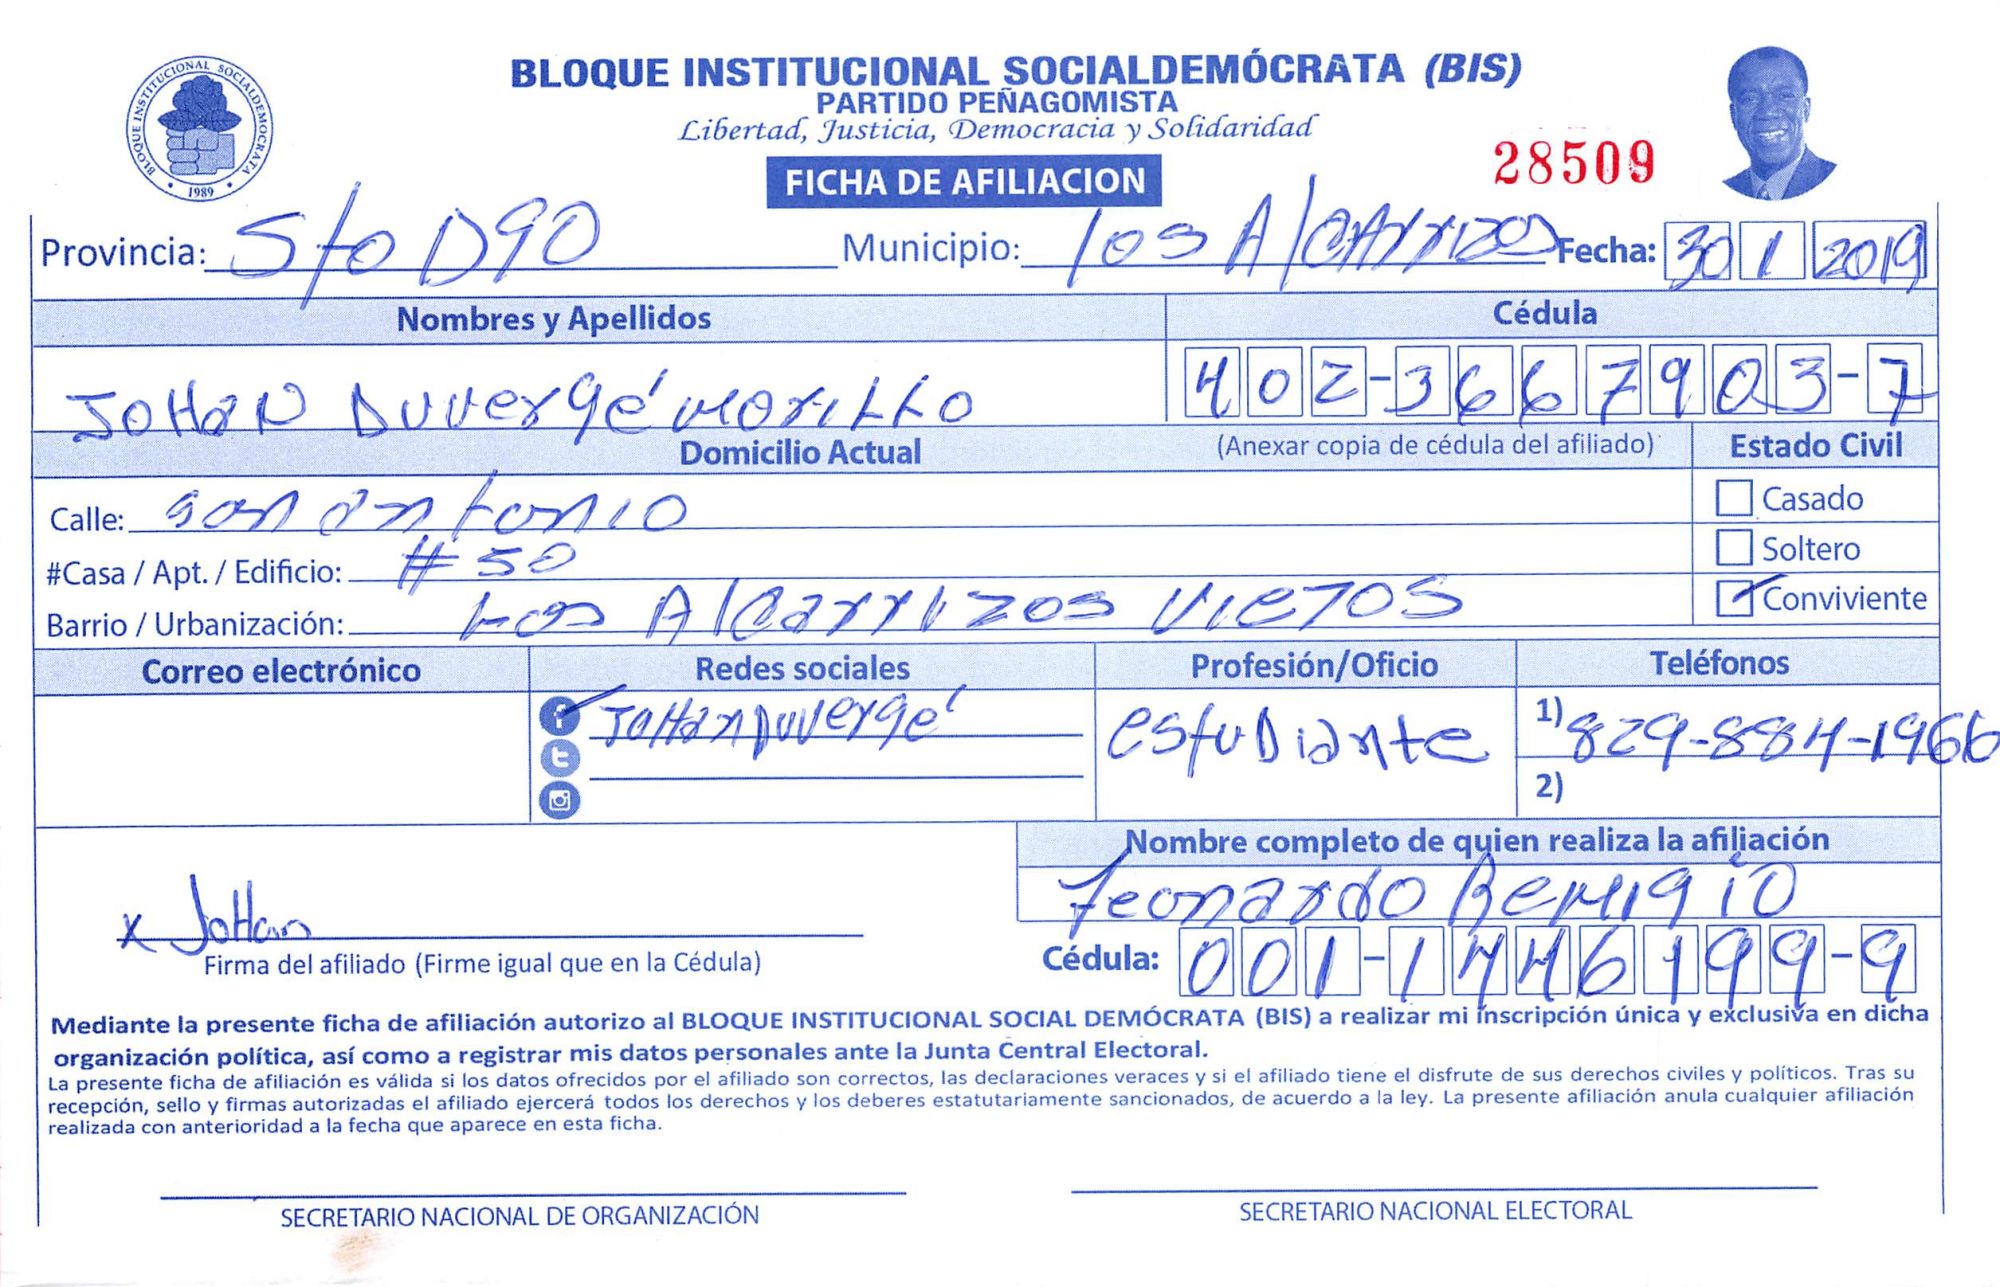 BLOQUE INSTITUCIONAL SOCIALDEMOCRATA
1989
BLOQUE INSTITUCIONAL SOCIALDEMÓCRATA (BIS)
PARTIDO PEÑAGOMISTA
Libertad, Justicia, Democracia y Solidaridad
FICHA DE AFILIACION
28509
Provincia: Sto Dgo Municipio: Los Alcarrizos Fecha: 30 1 2019
Nombres y Apellidos Cédula
JOHAN Duvergé MORILLO 402-3667903-7
Domicilio Actual (Anexar copia de cédula del afiliado) Estado Civil
Calle: san antonio Casado
#Casa / Apt. / Edificio: # 50 Soltero
Barrio / Urbanización: Los Alcarrizos VIEJOS Conviviente
Correo electrónico Redes sociales Profesión/Oficio Teléfonos
JoHanDuvergé estudiante 1) 829-884-1966
2)
Nombre completo de quien realiza la afiliación
Leonardo Remigio
x JoHan
Firma del afiliado (Firme igual que en la Cédula) Cédula: 001-1446199-9
Mediante la presente ficha de afiliación autorizo al BLOQUE INSTITUCIONAL SOCIAL DEMÓCRATA (BIS) a realizar mi inscripción única y exclusiva en dicha
organización política, así como a registrar mis datos personales ante la Junta Central Electoral.
La presente ficha de afiliación es válida si los datos ofrecidos por el afiliado son correctos, las declaraciones veraces y si el afiliado tiene el disfrute de sus derechos civiles y políticos. Tras su
recepción, sello y firmas autorizadas el afiliado ejercerá todos los derechos y los deberes estatutariamente sancionados, de acuerdo a la ley. La presente afiliación anula cualquier afiliación
realizada con anterioridad a la fecha que aparece en esta ficha.
SECRETARIO NACIONAL DE ORGANIZACIÓN SECRETARIO NACIONAL ELECTORAL